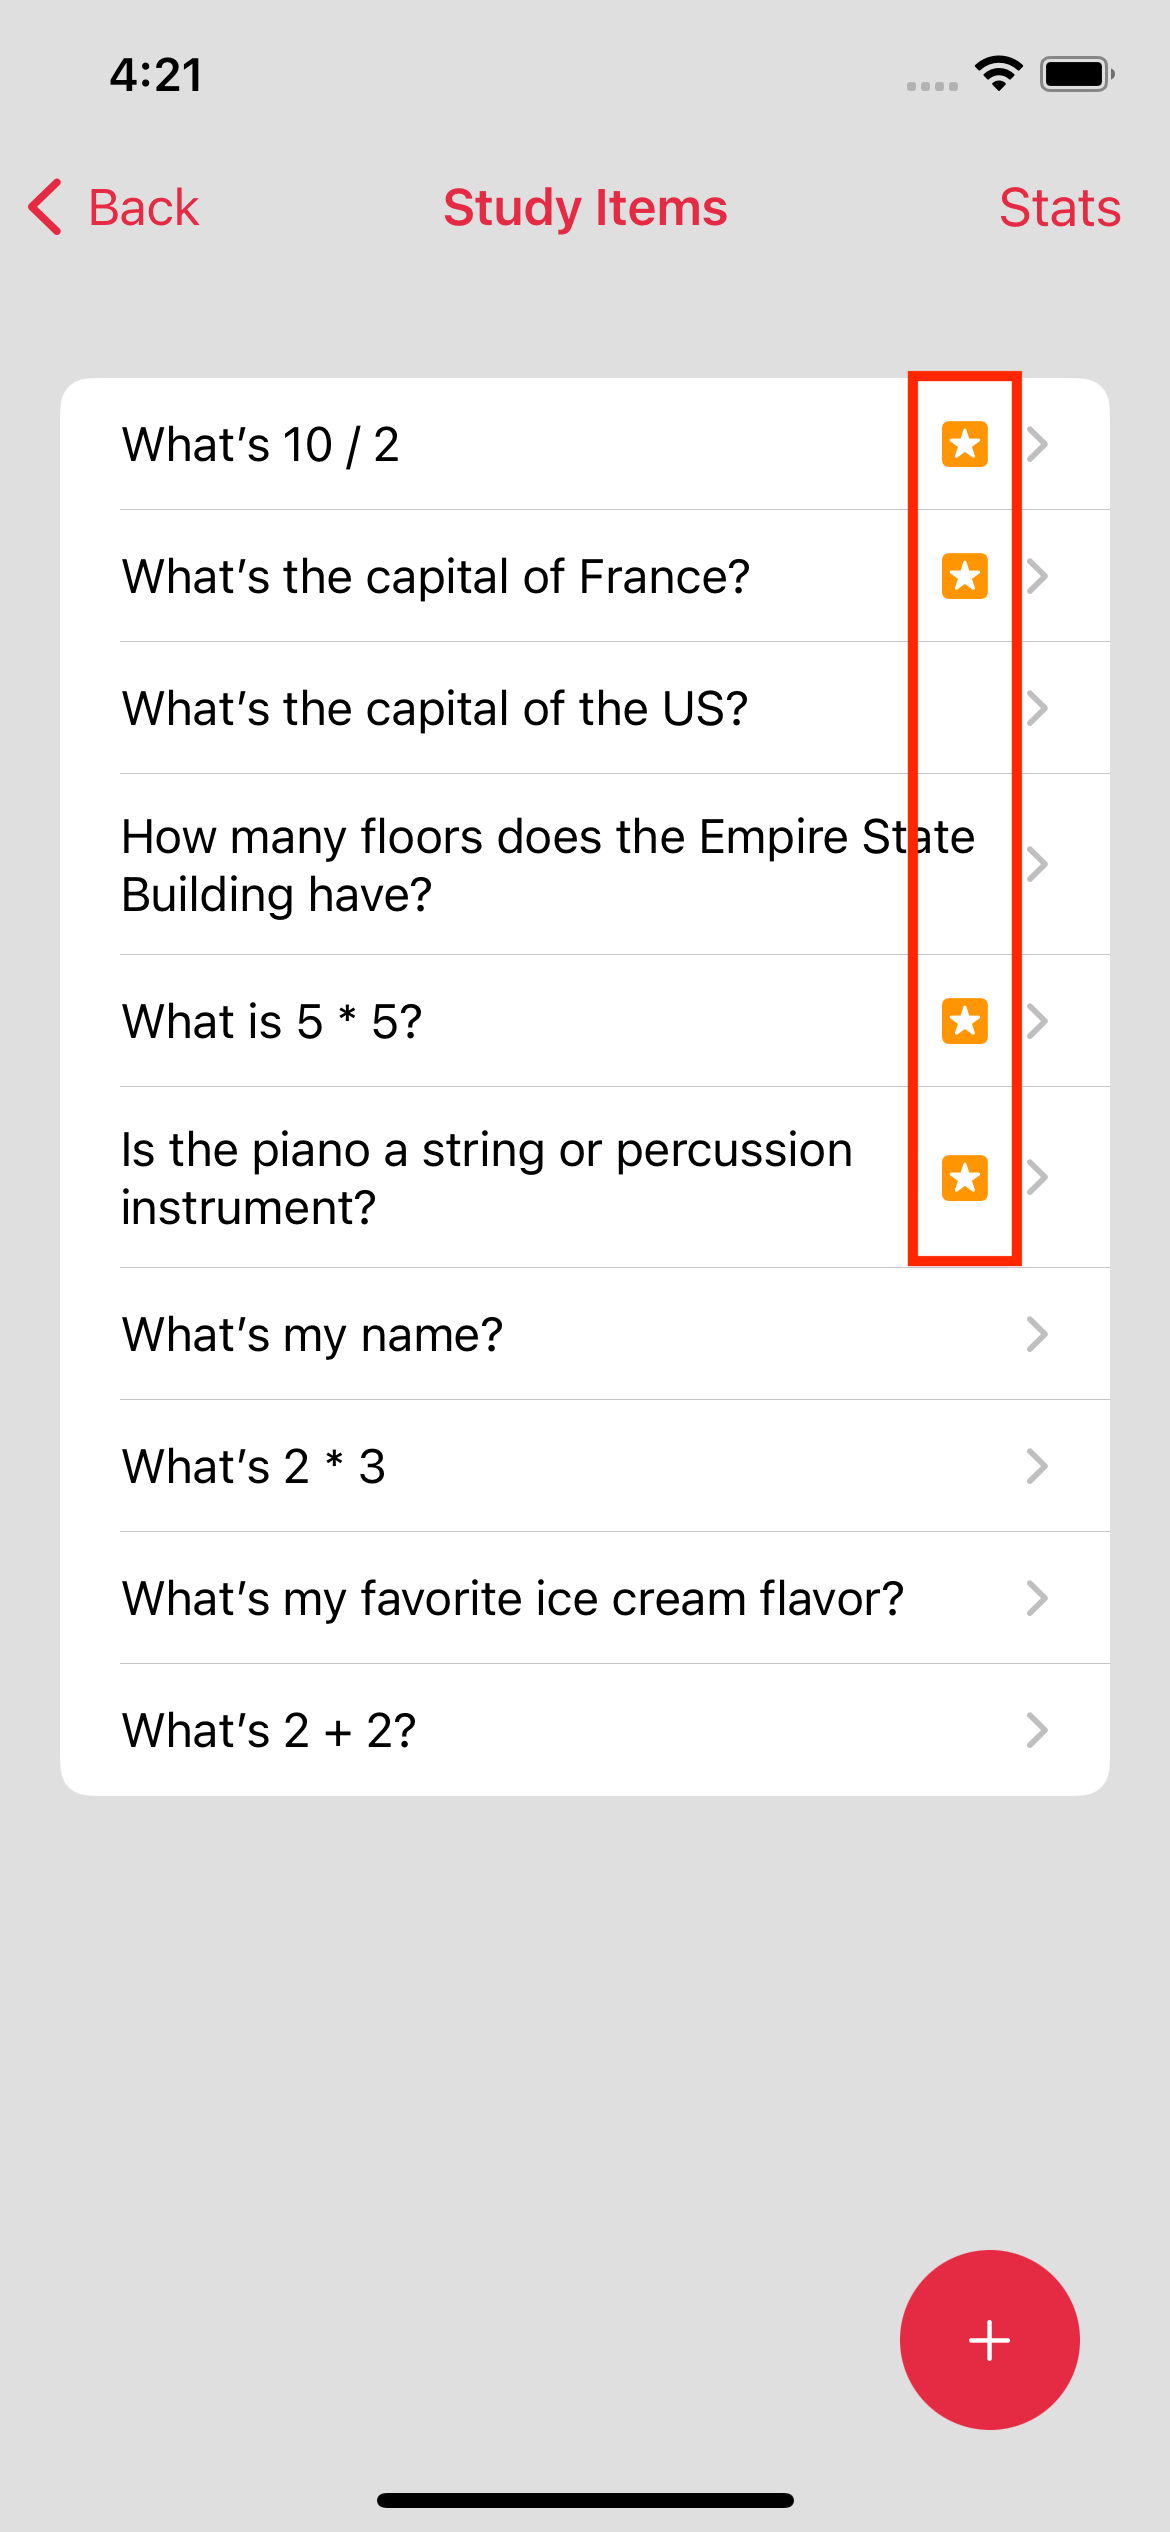 4:21
Back
Study Items
Stats
What’s 10 / 2
What’s the capital of France?
What’s the capital of the US?
How many floors does the Empire State
Building have?
What is 5 * 5?
Is the piano a string or percussion
instrument?
What’s my name?
What’s 2 * 3
What’s my favorite ice cream flavor?
What’s 2 + 2?